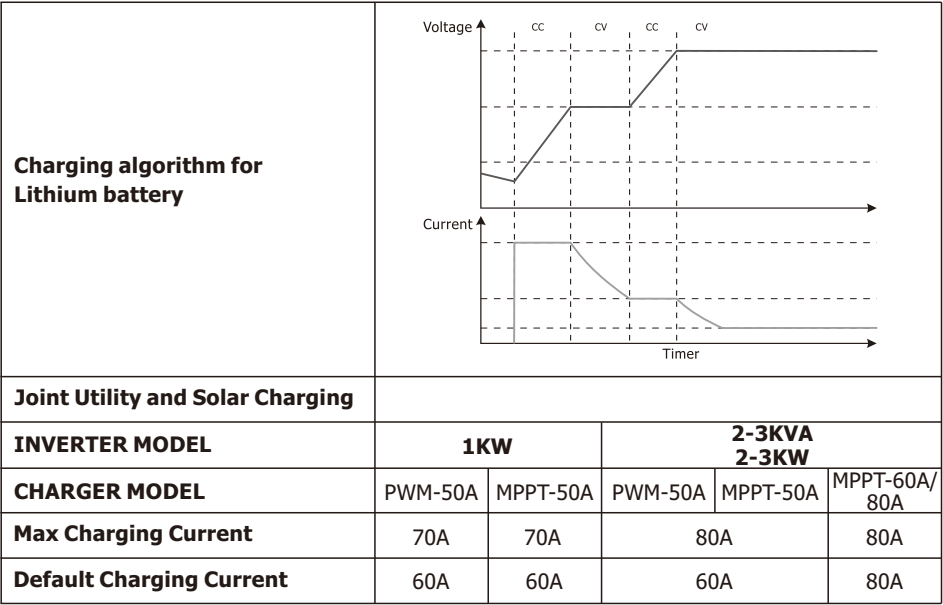 Voltage
CC CV CC CV
Charging algorithm for
Lithium battery
Current
Timer
Joint Utility and Solar Charging
INVERTER MODEL 1KW 2-3KVA
2-3KW
CHARGER MODEL PWM-50A MPPT-50A PWM-50A MPPT-50A MPPT-60A/
80A
Max Charging Current 70A 70A 80A 80A
Default Charging Current 60A 60A 60A 80A